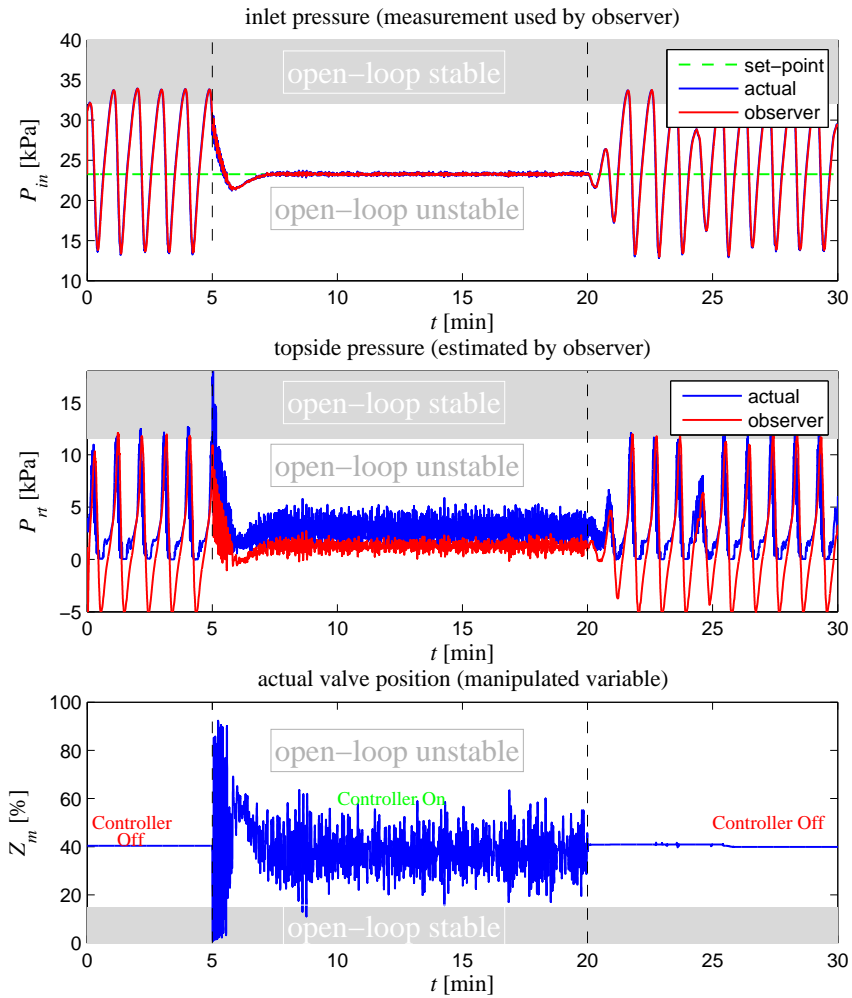 inlet pressure (measurement used by observer)
40
35
30
25
20
15
10
P_in [kPa]
open−loop stable
open−loop unstable
set−point
actual
observer
0 5 10 15 20 25 30
t [min]
topside pressure (estimated by observer)
15
10
5
0
−5
P_rt [kPa]
open−loop stable
open−loop unstable
actual
observer
0 5 10 15 20 25 30
t [min]
actual valve position (manipulated variable)
100
80
60
40
20
0
Z_m [%]
open−loop unstable
Controller On
Controller
Off
Controller Off
open−loop stable
0 5 10 15 20 25 30
t [min]